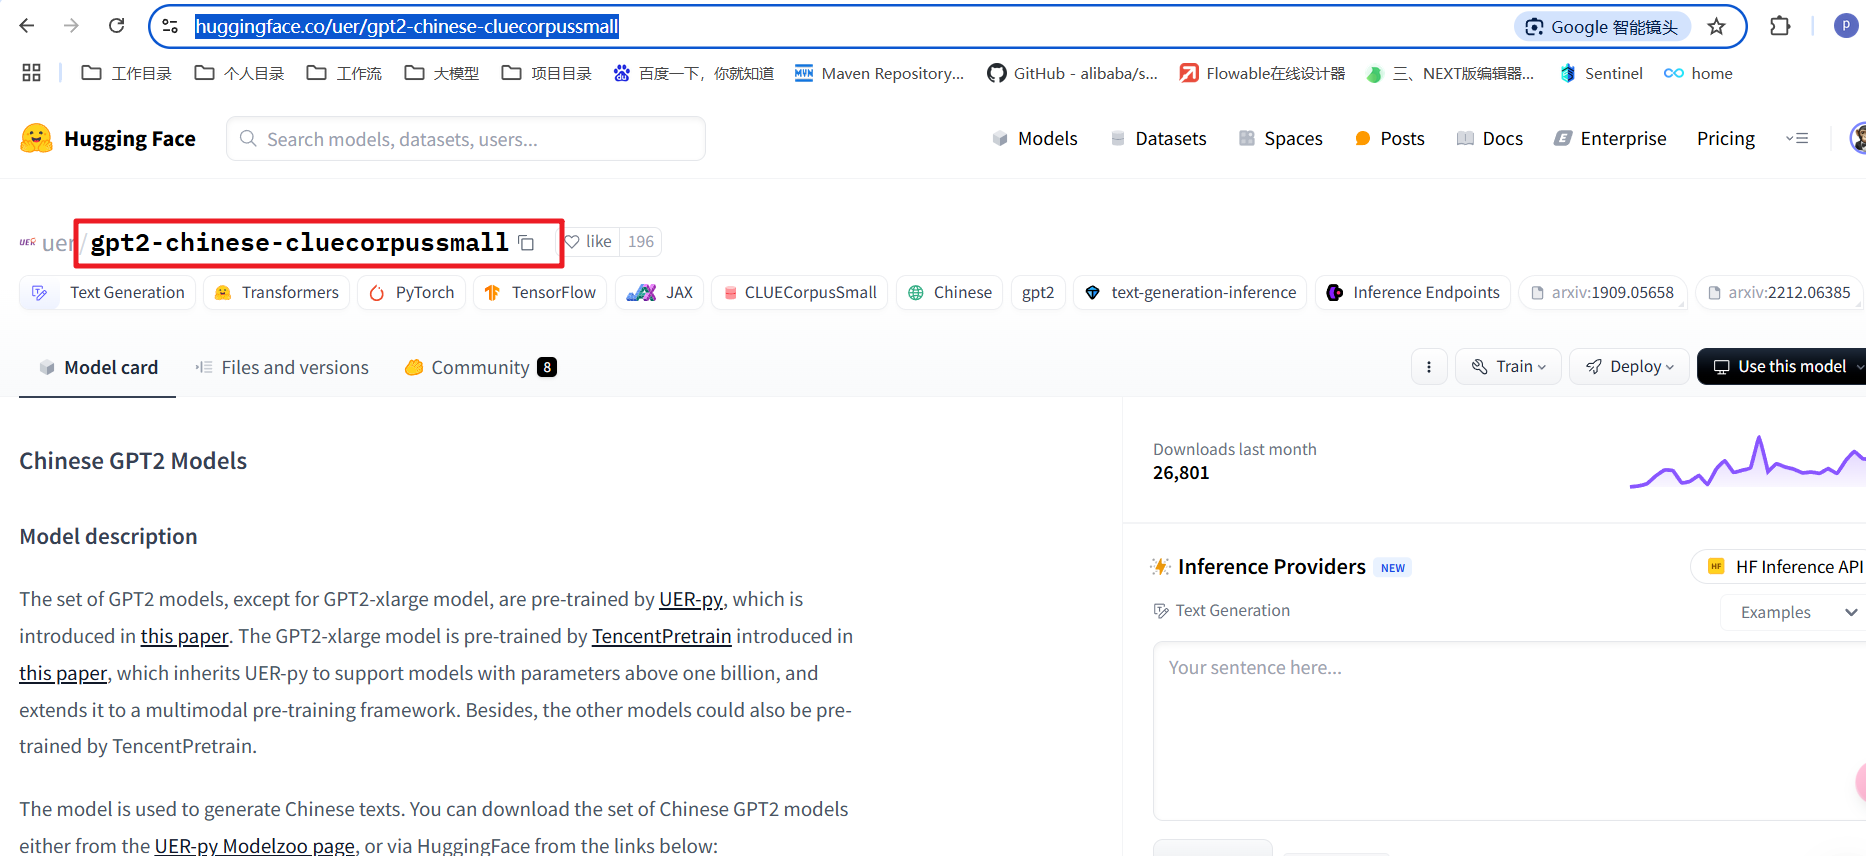 huggingface.co/uer/gpt2-chinese-cluecorpussmall
Google 智能镜头
P
工作目录 个人目录 工作流 大模型 项目目录 百度一下，你就知道 MVN Maven Repository... GitHub - alibaba/s... Flowable在线设计器 三、NEXT版编辑器... Sentinel home
Hugging Face Search models, datasets, users... Models Datasets Spaces Posts Docs Enterprise Pricing
UER uer/gpt2-chinese-cluecorpussmall like 196
Text Generation Transformers PyTorch TensorFlow JAX CLUECorpusSmall Chinese gpt2 text-generation-inference Inference Endpoints arxiv:1909.05658 arxiv:2212.06385
Model card Files and versions Community 8 Train Deploy Use this model
Chinese GPT2 Models
Model description
The set of GPT2 models, except for GPT2-xlarge model, are pre-trained by UER-py, which is
introduced in this paper. The GPT2-xlarge model is pre-trained by TencentPretrain introduced in
this paper, which inherits UER-py to support models with parameters above one billion, and
extends it to a multimodal pre-training framework. Besides, the other models could also be pre-
trained by TencentPretrain.
The model is used to generate Chinese texts. You can download the set of Chinese GPT2 models
either from the UER-py Modelzoo page, or via HuggingFace from the links below:
Downloads last month
26,801
Inference Providers NEW HF HF Inference API
Text Generation Examples
Your sentence here...